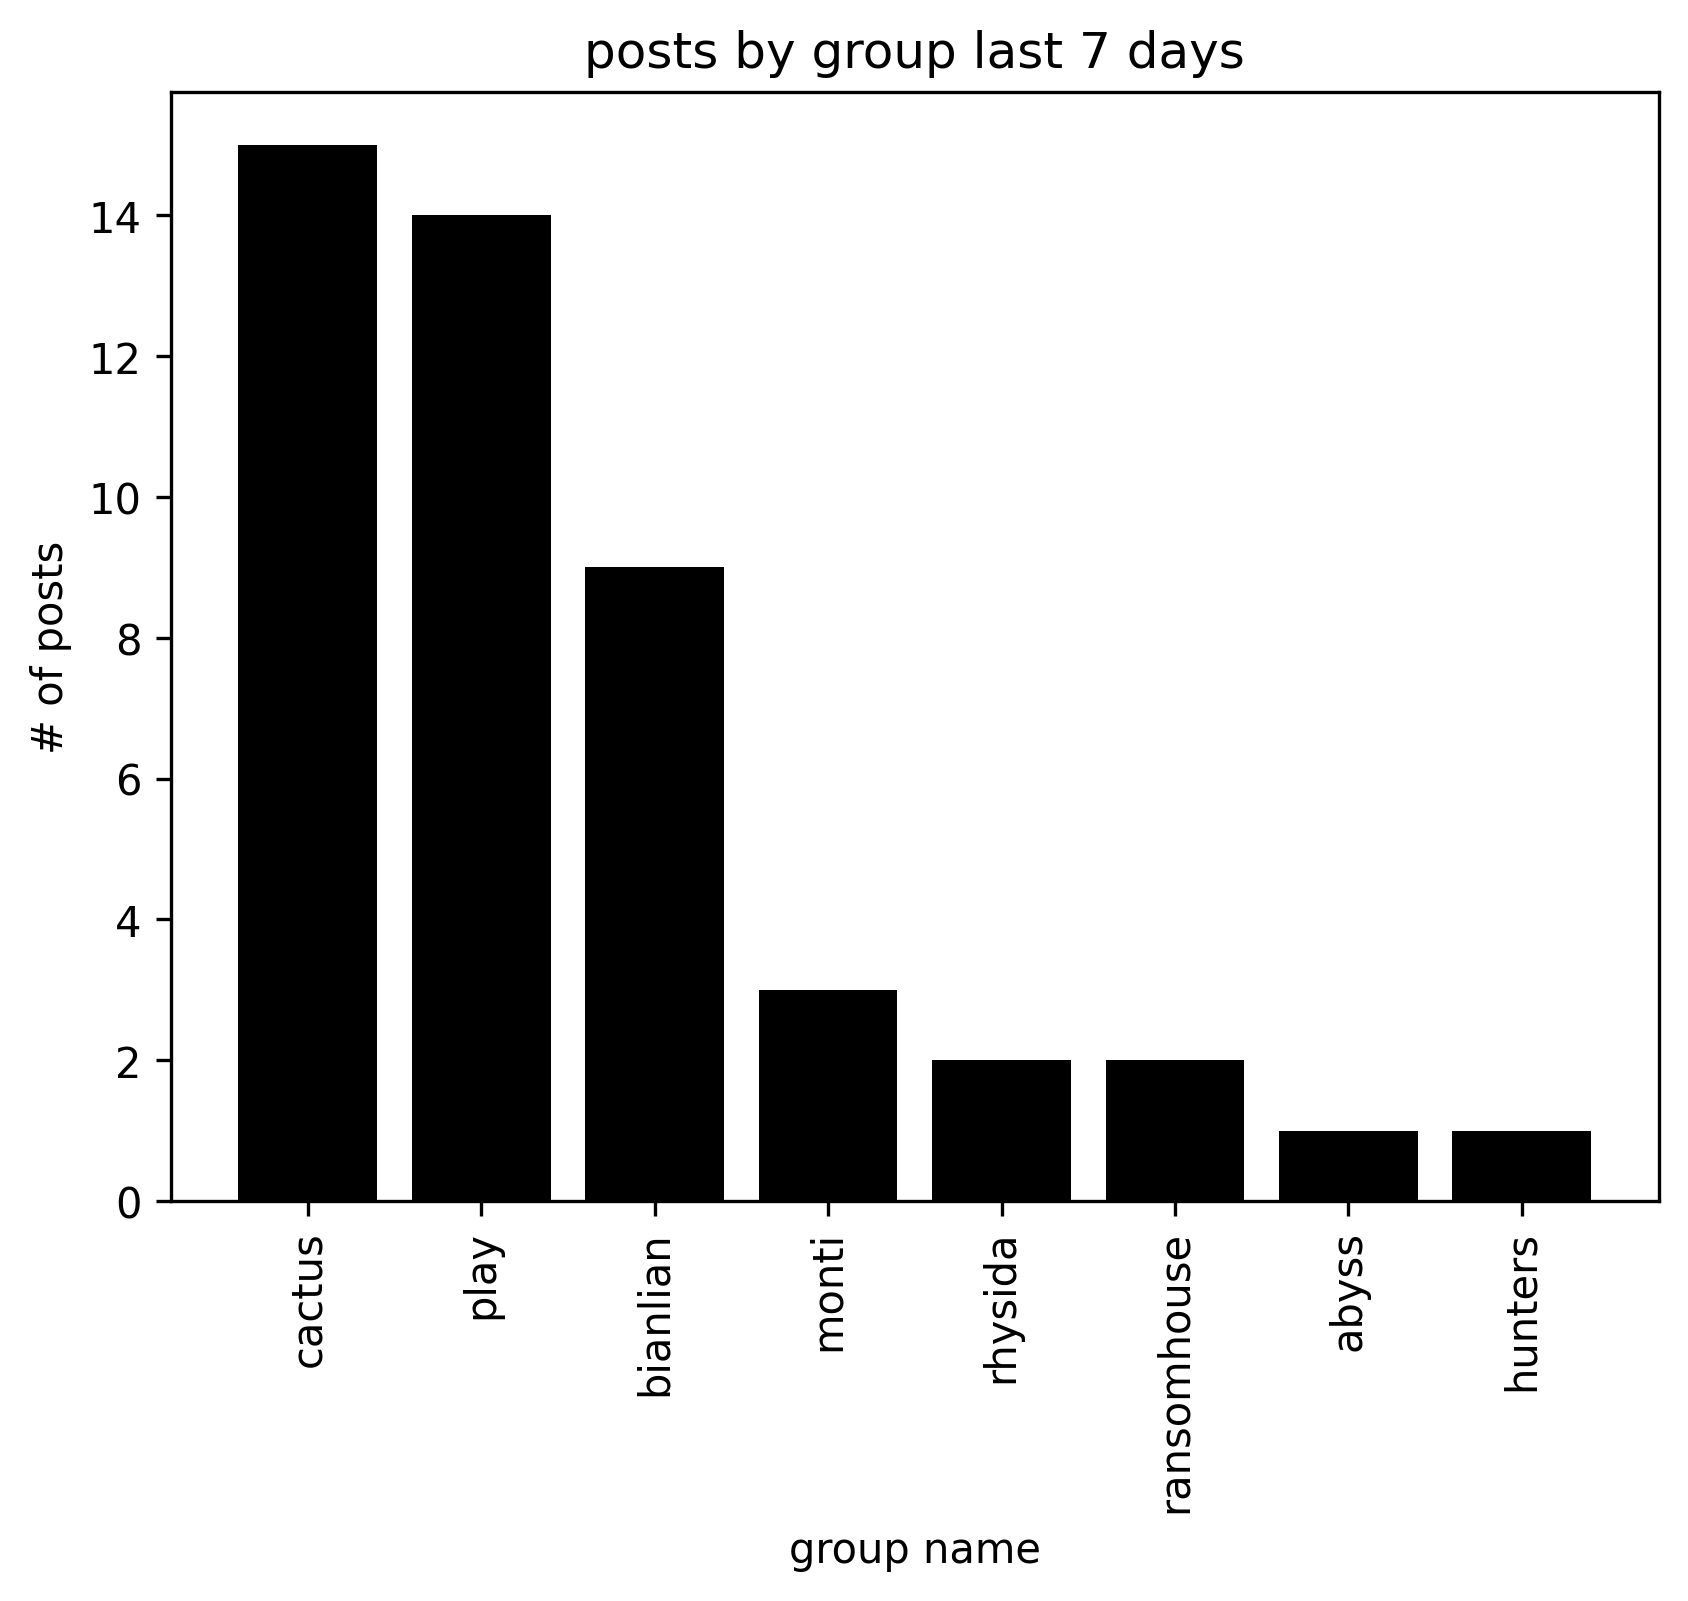 posts by group last 7 days
# of posts
14
12
10
8
6
4
2
0
cactus
play
bianlian
monti
rhysida
ransomhouse
abyss
hunters
group name